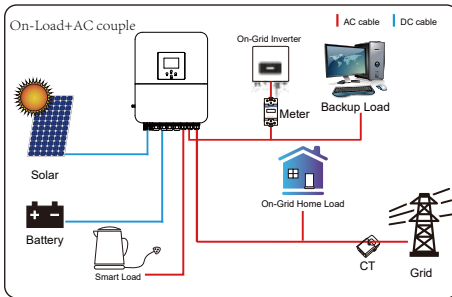 On-Load+AC couple
AC cable
DC cable
On-Grid Inverter
Meter
Backup Load
Solar
On-Grid Home Load
Battery
Smart Load
CT
Grid